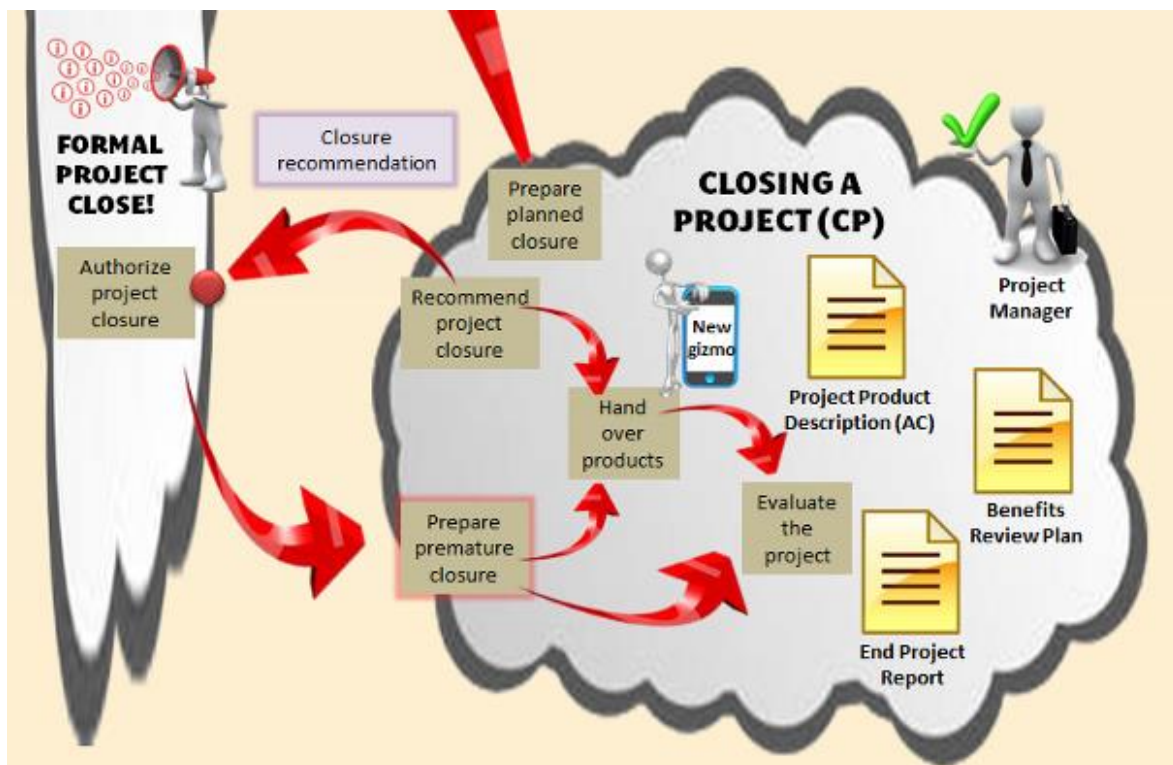 FORMAL
PROJECT
CLOSE!
Authorize
project
closure
Closure
recommendation
Prepare
planned
closure
CLOSING A
PROJECT (CP)
Project
Manager
Recommend
project
closure
New
gizmo
Project Product
Description (AC)
Hand
over
products
Benefits
Review Plan
Prepare
premature
closure
Evaluate
the
project
End Project
Report